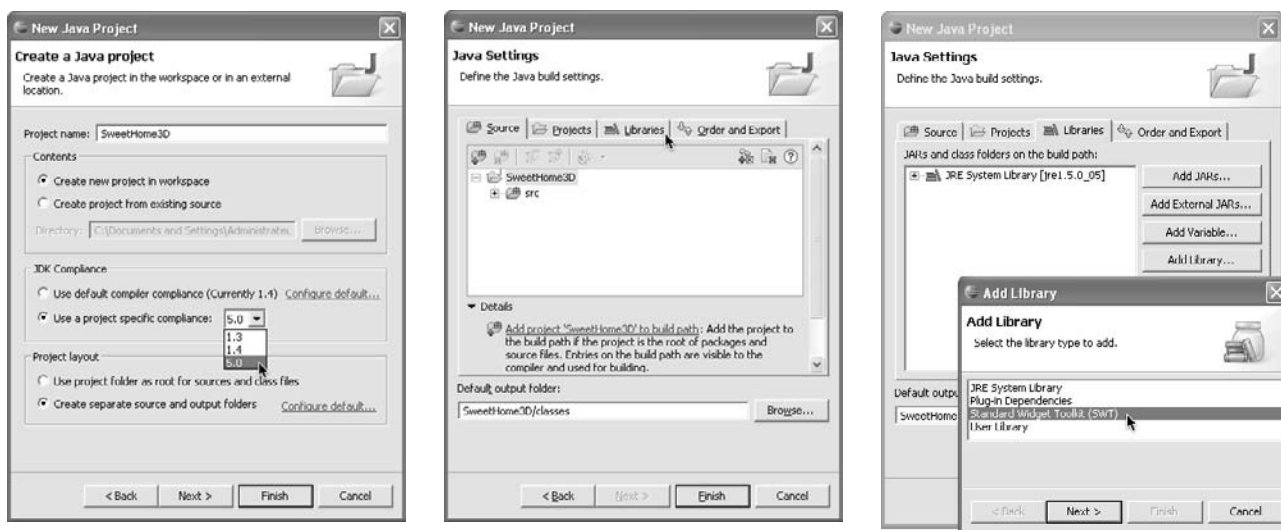 New Java Project
Create a Java project
Create a Java project in the workspace or in an external
location.
Project name: SweetHome3D
Contents
Create new project in workspace
Create project from existing source
Directory: C:\Documents and Settings\Administrateu. Browse...
JDK Compliance
Use default compiler compliance (Currently 1.4) Configure default...
Use a project specific compliance: 5.0
1.3
1.4
5.0
Project layout
Use project folder as root for sources and class files
Create separate source and output folders Configure default...
< Back Next > Finish Cancel
New Java Project
Java Settings
Define the Java build settings.
Source Projects Libraries Order and Export
SweetHome3D
src
Details
Add project 'SweetHome3D' to build path: Add the project to
the build path if the project is the root of packages and
source files. Entries on the build path are visible to the
compiler and used for building.
Default output folder:
SweetHome3D/classes Browse...
< Back Next > Finish Cancel
New Java Project
Java Settings
Define the Java build settings.
Source Projects Libraries Order and Export
JARs and class folders on the build path:
JRE System Library [jre1.5.0_05]
Add JARs...
Add External JARs...
Add Variable...
Add Library...
Default outpu
SweetHome
Add Library
Add Library
Select the library type to add.
JRE System Library
Plug-in Dependencies
Standard Widget Toolkit (SWT)
User Library
< Back Next > Finish Cancel